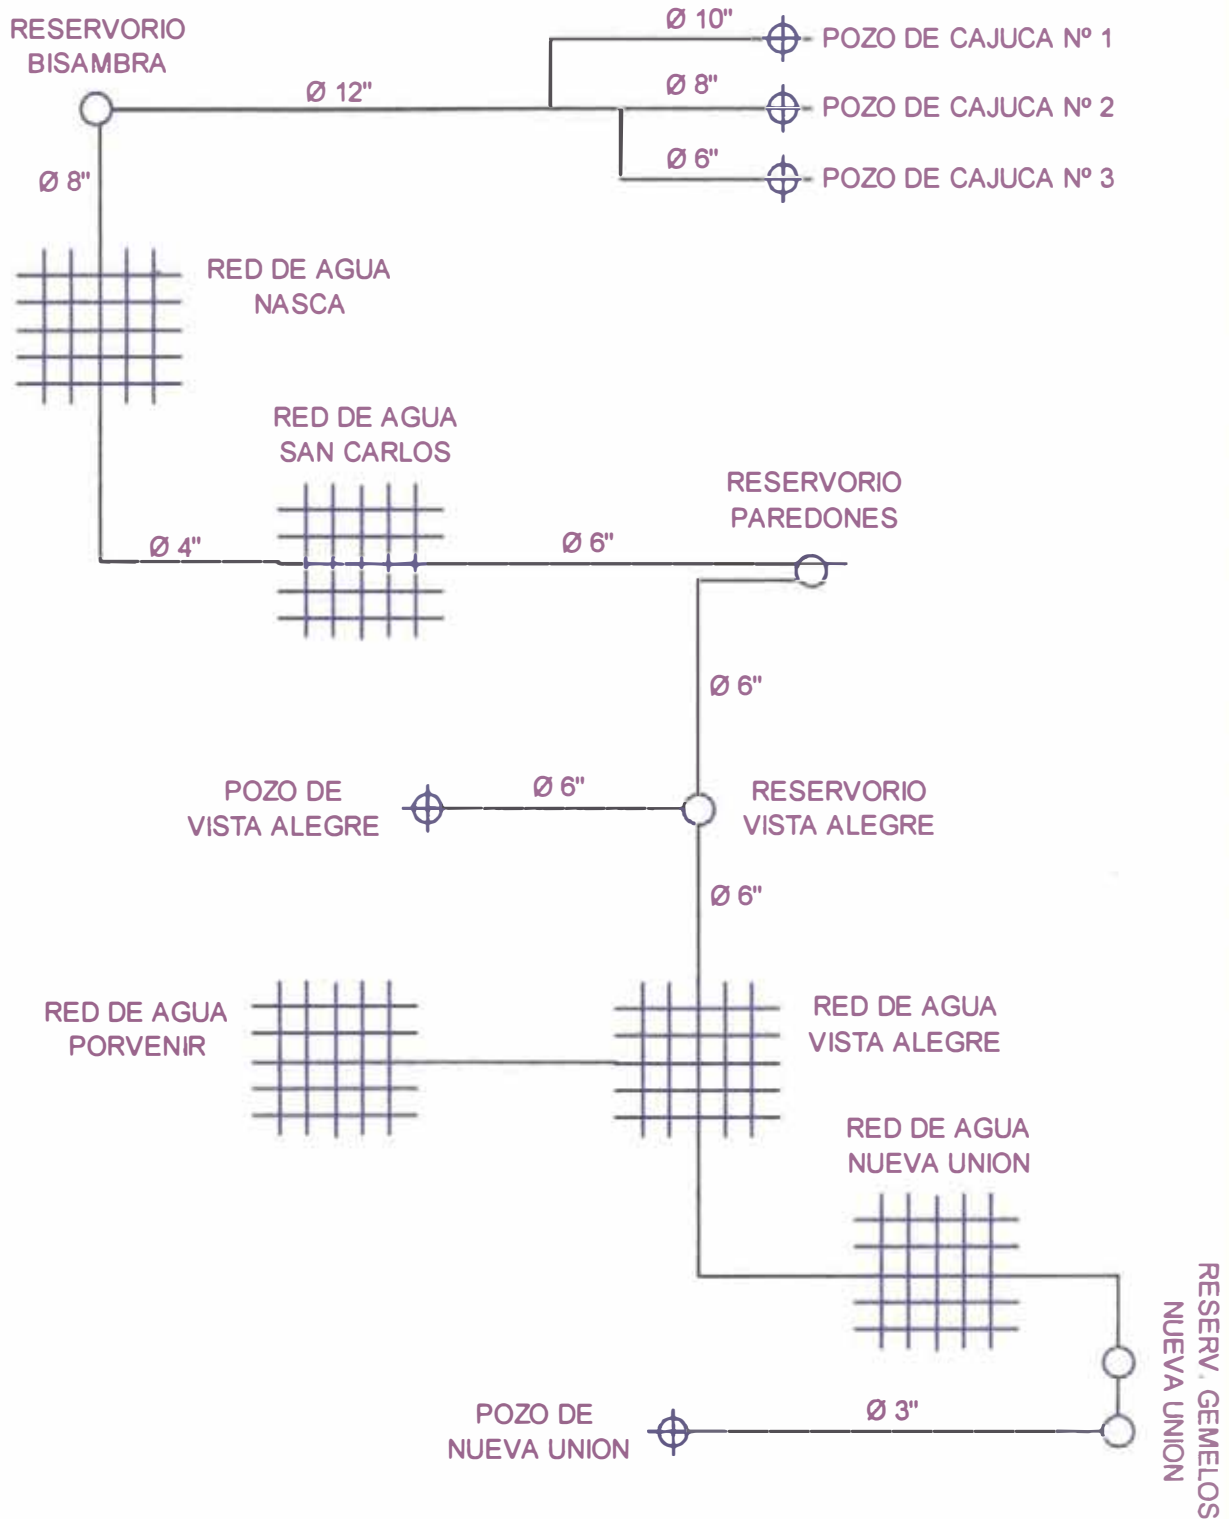 RESERVORIO
BISAMBRA
Ø 10"
POZO DE CAJUCA Nº 1
Ø 12"
Ø 8"
POZO DE CAJUCA Nº 2
Ø 6"
POZO DE CAJUCA Nº 3
Ø 8"
RED DE AGUA
NASCA
RED DE AGUA
SAN CARLOS
RESERVORIO
PAREDONES
Ø 4"
Ø 6"
Ø 6"
POZO DE
VISTA ALEGRE
Ø 6"
RESERVORIO
VISTA ALEGRE
Ø 6"
RED DE AGUA
PORVENIR
RED DE AGUA
VISTA ALEGRE
RED DE AGUA
NUEVA UNION
RESERV. GEMELOS
NUEVA UNION
POZO DE
NUEVA UNION
Ø 3"